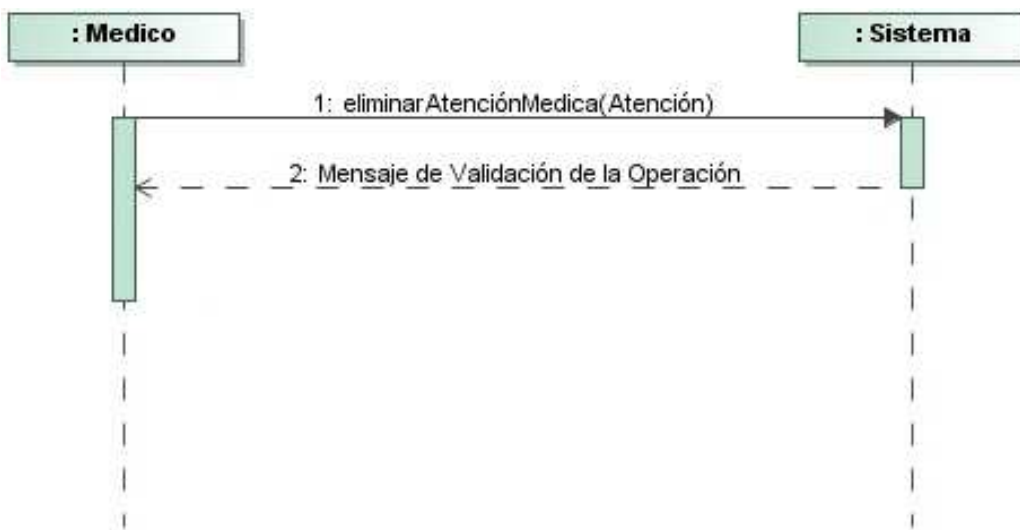 : Medico
: Sistema
1: eliminarAtenciónMedica(Atención)
2: Mensaje de Validación de la Operación